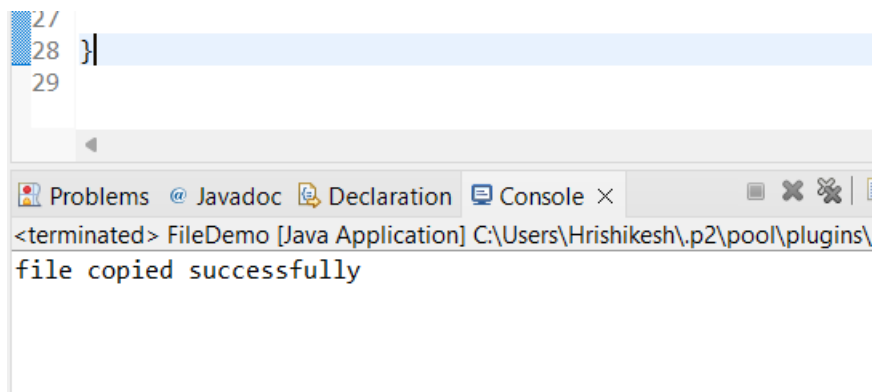 27
28 }
29
Problems @ Javadoc Declaration Console
<terminated> FileDemo [Java Application] C:\Users\Hrishikesh\.p2\pool\plugins\
file copied successfully